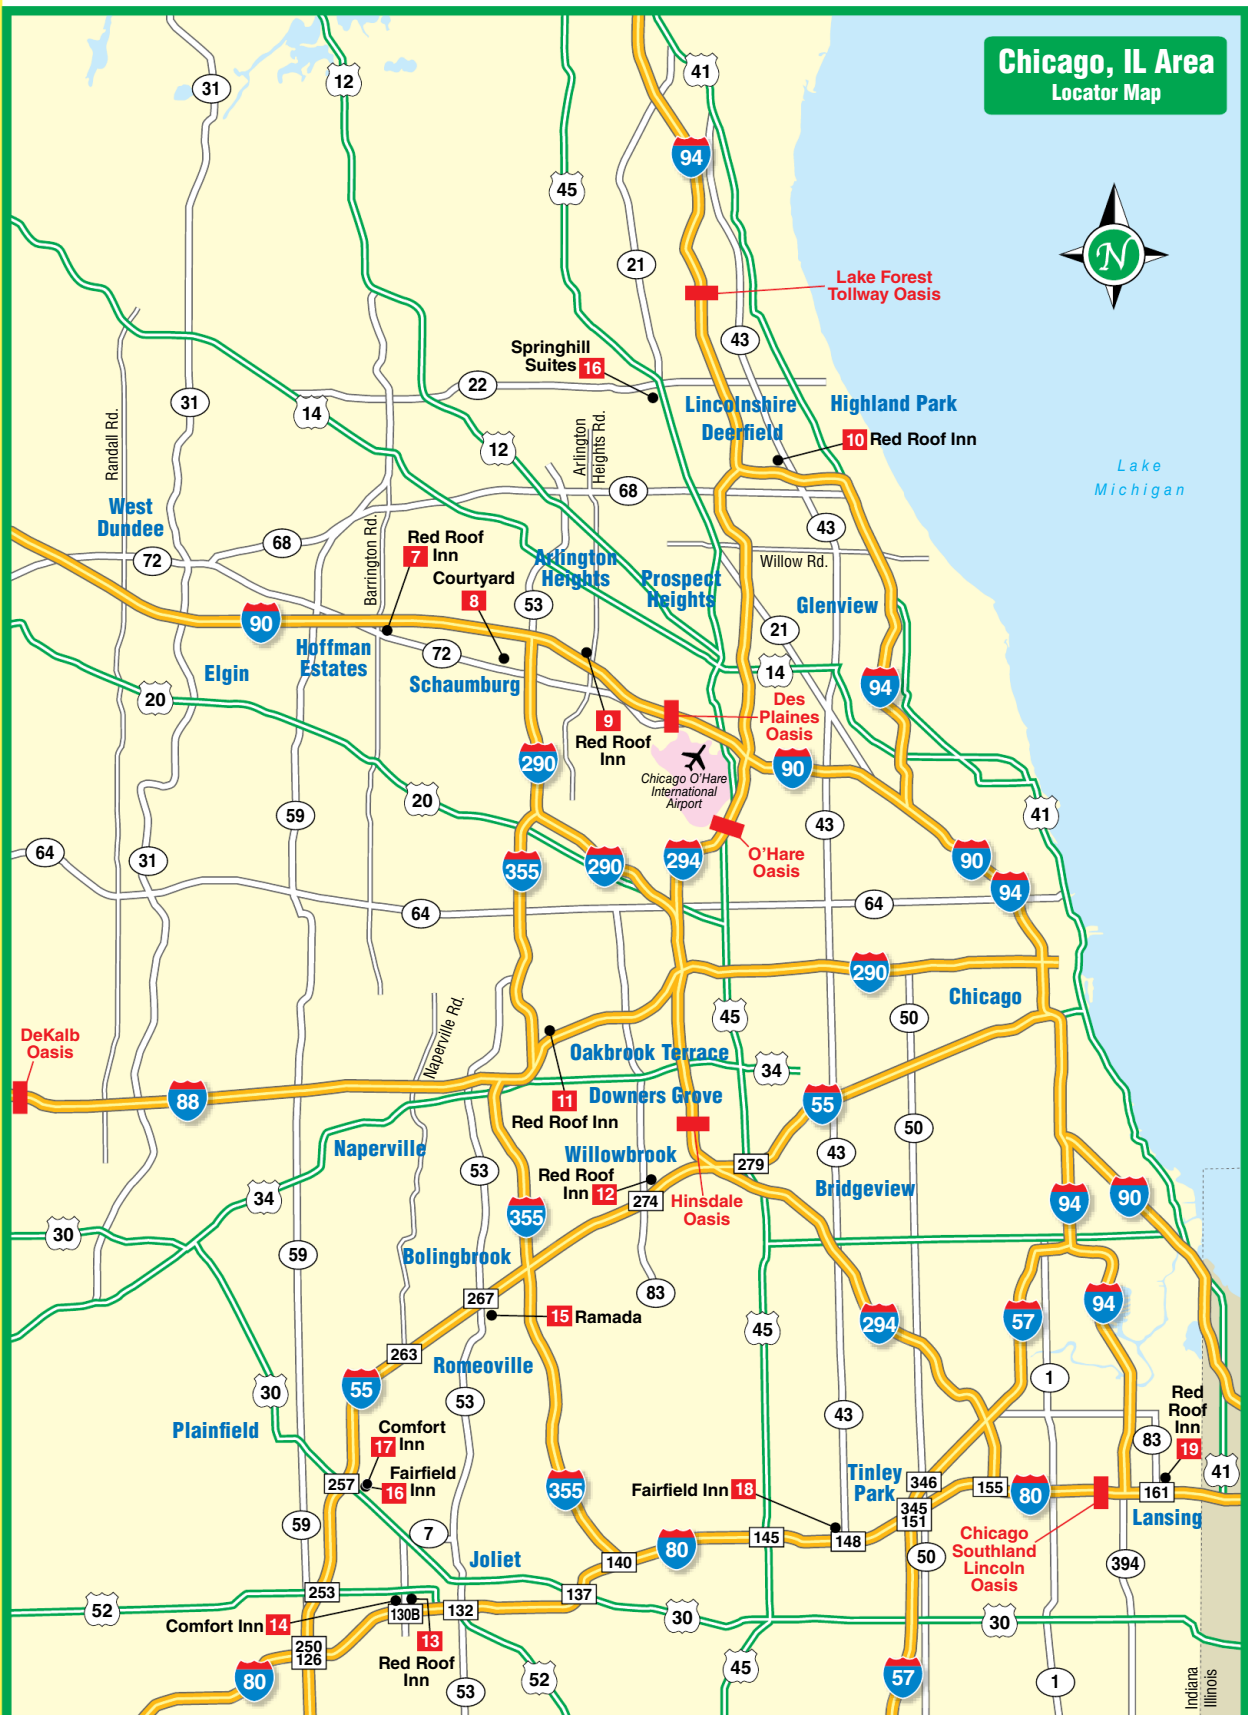 Chicago, IL Area
Locator Map
41
12
31
94
45
21
N
Lake Forest
Tollway Oasis
43
Springhill
Suites 16
22
31
14
Lincolnshire
Deerfield
Highland Park
10 Red Roof Inn
Randall Rd.
12
Arlington
Heights Rd.
Lake
Michigan
68
West
Dundee
43
68
72
Barrington Rd.
Red Roof
7 Inn
Courtyard
8
Arlington
Heights
Prospect
Heights
Willow Rd.
Glenview
53
90
21
Hoffman
Estates
72
Elgin
Schaumburg
14
94
20
Des
Plaines
Oasis
9
Red Roof
Inn
290
90
Chicago O'Hare
International
Airport
20
59
43
41
64
31
355
290
294
O'Hare
Oasis
90
94
64
64
290
Chicago
Naperville Rd.
45
50
DeKalb
Oasis
Oakbrook Terrace
34
88
11
Red Roof Inn
Downers Grove
55
50
Naperville
Willowbrook
43
53
Red Roof
Inn 12
279
274
Hinsdale
Oasis
Bridgeview
34
94
90
30
355
59
Bolingbrook
267
83
15 Ramada
45
294
57
94
263
Romeoville
55
30
53
1
Red
Roof
Inn
19
43
83
Plainfield
Comfort
17 Inn
Fairfield
16 Inn
257
355
Fairfield Inn 18
Tinley
Park
346
155
80
161
41
345
151
Lansing
59
7
145
148
Chicago
Southland
Lincoln
Oasis
80
Joliet
140
50
394
253
137
52
130B
132
30
30
Comfort Inn 14
13
Red Roof
Inn
250
126
80
52
45
57
53
1
Indiana
Illinois